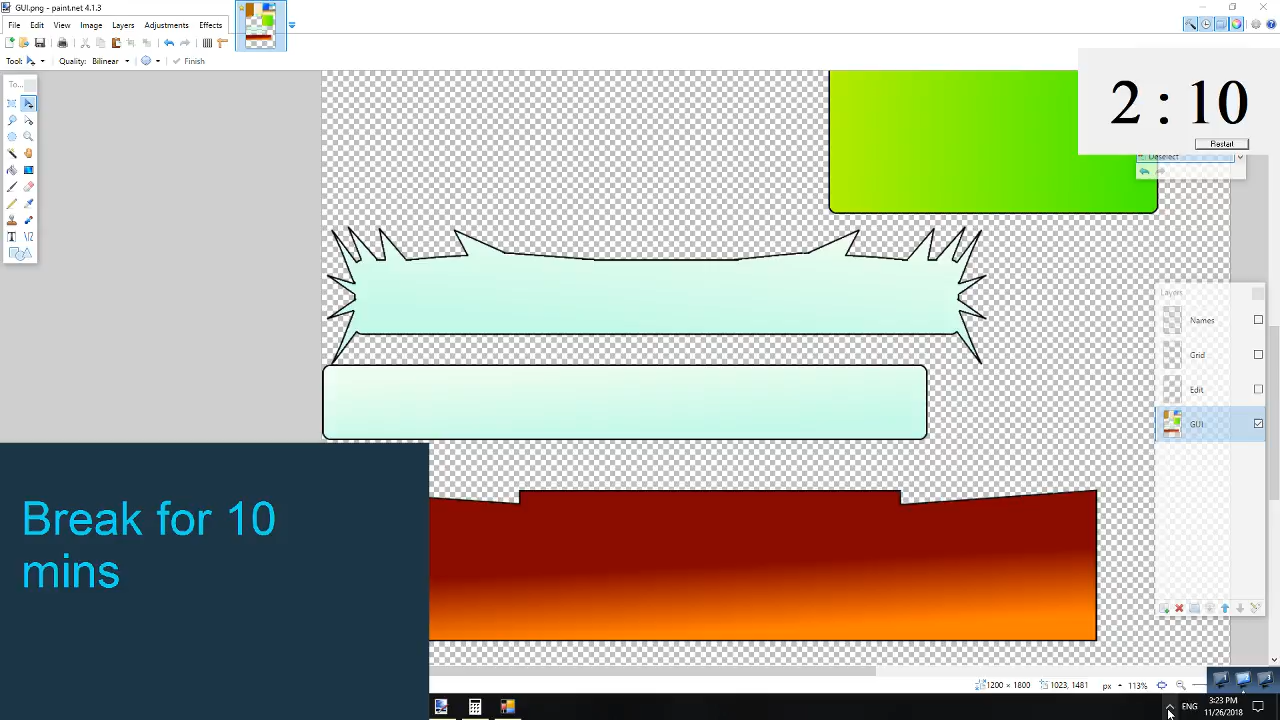 GUI.png - paint.net 4.1.3
File Edit View Image Layers Adjustments Effects
Tool: Quality: Bilinear Finish
To...
2 : 10
Restart
Deselect
Layers
Names
Grid
Edit
GUI
Break for 10
mins
1200 × 1800 1023, 1481 px 113%
ENG
3:23 PM
11/26/2018